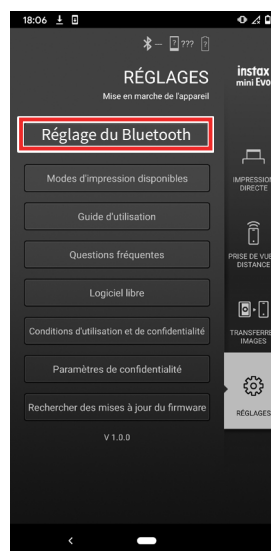 18:06
— ? ??? ?
RÉGLAGES
Mise en marche de l'appareil
instax
mini Evo
Réglage du Bluetooth
Modes d'impression disponibles
IMPRESSION
DIRECTE
Guide d'utilisation
Questions fréquentes
PRISE DE VUE
DISTANCE
Logiciel libre
Conditions d'utilisation et de confidentialité
TRANSFERRE
IMAGES
Paramètres de confidentialité
Rechercher des mises à jour du firmware
RÉGLAGES
V 1.0.0